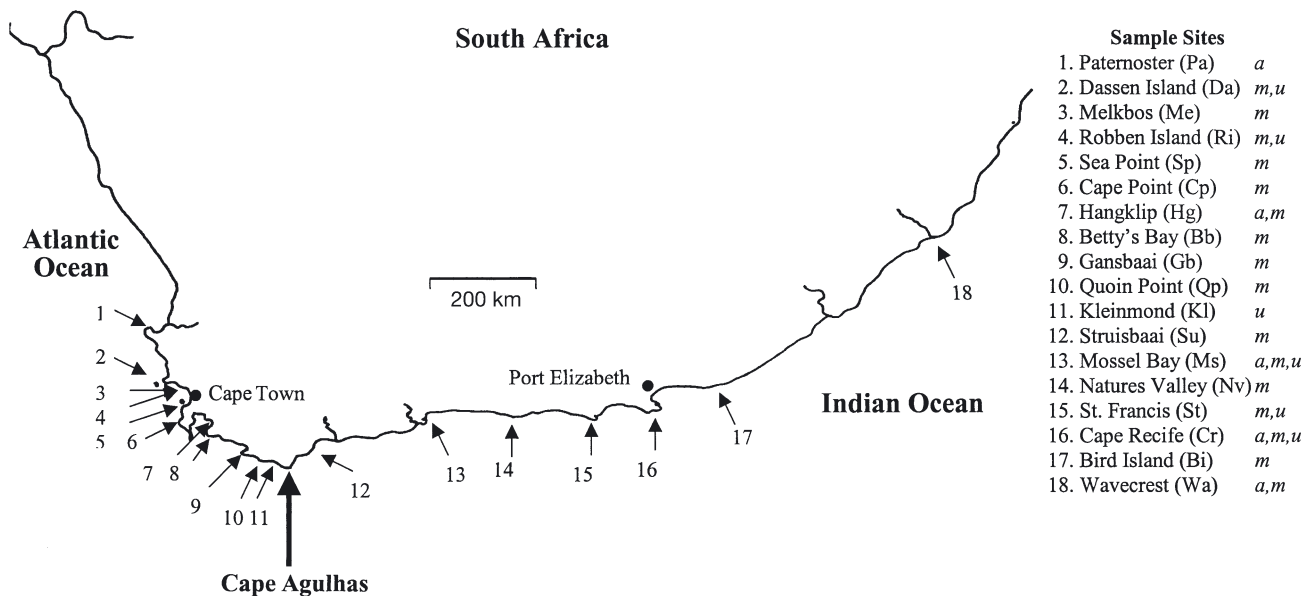 South Africa
Atlantic
Ocean
200 km
Cape Town
Port Elizabeth
Indian Ocean
Cape Agulhas
1
2
3
4
5
6
7
8
9
10
11
12
13
14
15
16
17
18
Sample Sites
1. Paternoster (Pa) a
2. Dassen Island (Da) m,u
3. Melkbos (Me) m
4. Robben Island (Ri) m,u
5. Sea Point (Sp) m
6. Cape Point (Cp) m
7. Hangklip (Hg) a,m
8. Betty's Bay (Bb) m
9. Gansbaai (Gb) m
10. Quoin Point (Qp) m
11. Kleinmond (Kl) u
12. Struisbaai (Su) m
13. Mossel Bay (Ms) a,m,u
14. Natures Valley (Nv) m
15. St. Francis (St) m,u
16. Cape Recife (Cr) a,m,u
17. Bird Island (Bi) m
18. Wavecrest (Wa) a,m